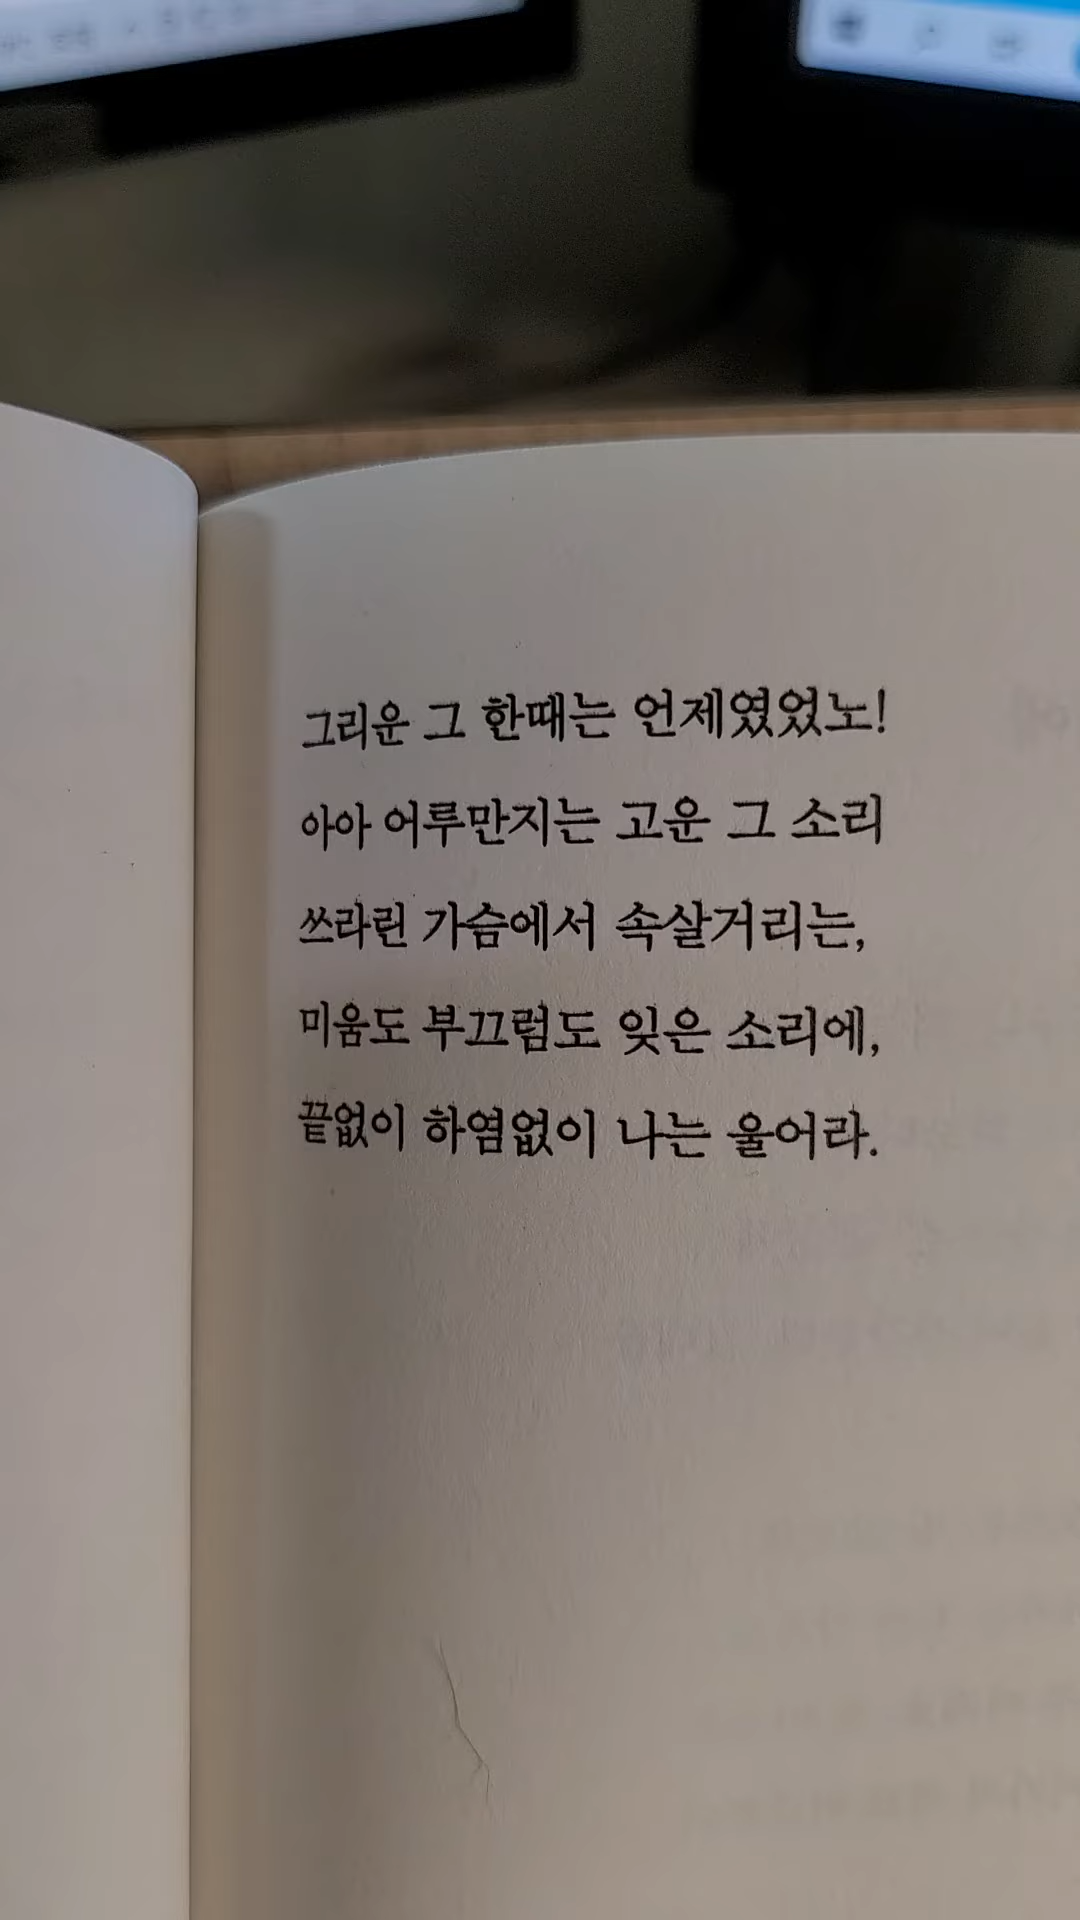 그리운 그 한때는 언제였었노!
아아 어루만지는 고운 그 소리
쓰라린 가슴에서 속살거리는,
미움도 부끄럼도 잊은 소리에,
끝없이 하염없이 나는 울어라.